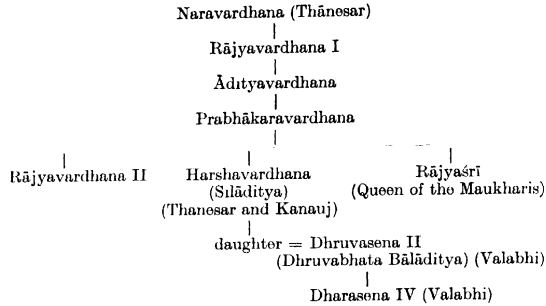 Naravardhana (Thānesar)
Rājyavardhana I
Ādityavardhana
Prabhākaravardhana
Rājyavardhana II Harshavardhana Rājyaśrī
(Sīlāditya) (Queen of the Maukharis)
(Thanesar and Kanauj)
daughter = Dhruvasena II
(Dhruvabhata Bālāditya) (Valabhi)
Dharasena IV (Valabhi)